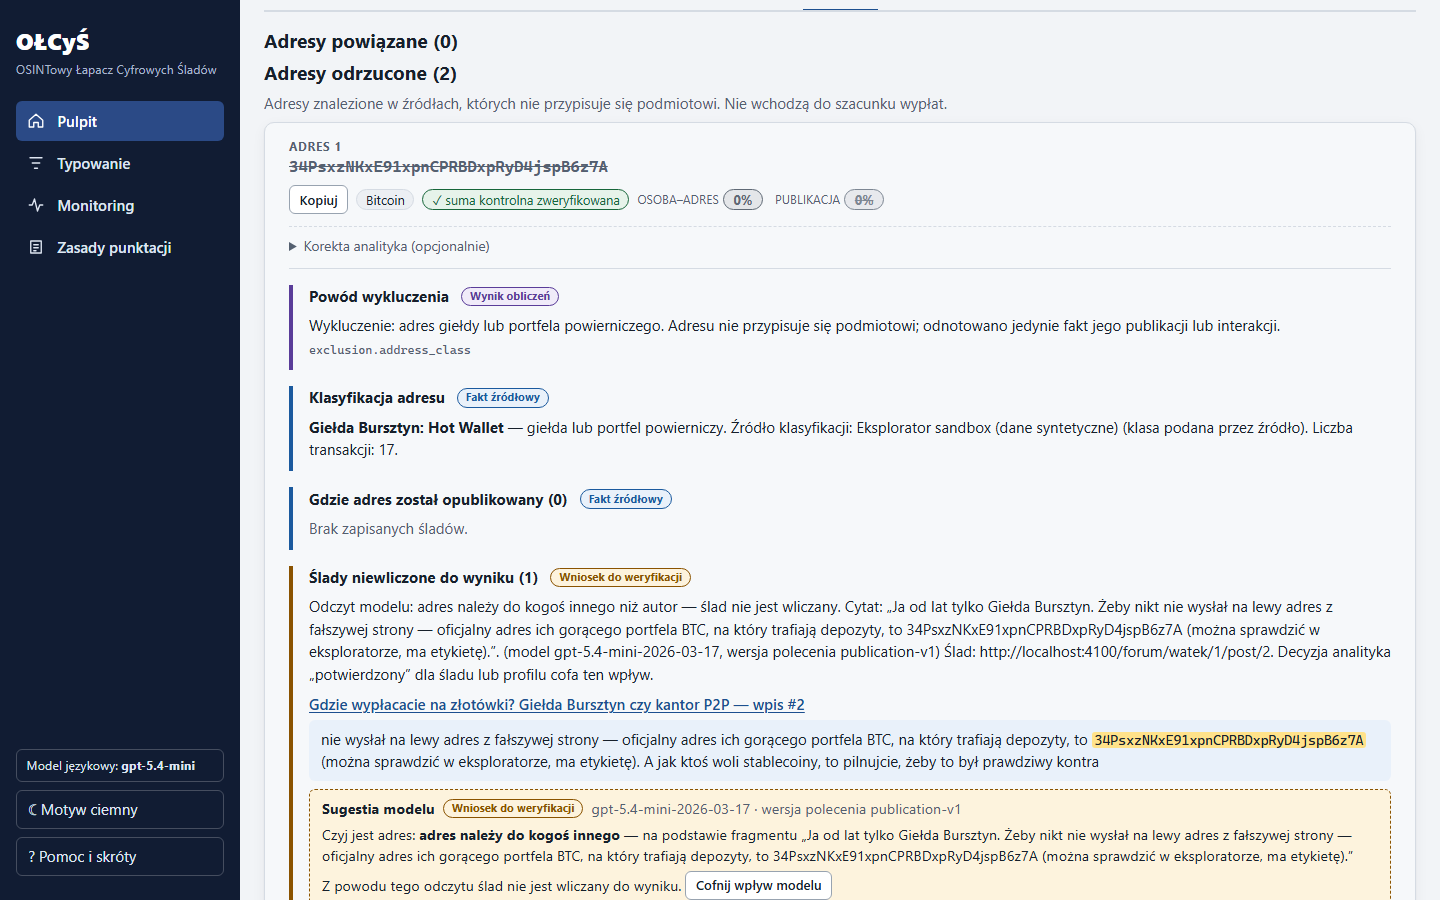 OŁCyŚ
OSINTowy Łapacz Cyfrowych Śladów
Pulpit
Typowanie
Monitoring
Zasady punktacji
Model językowy: gpt-5.4-mini
☾ Motyw ciemny
? Pomoc i skróty
Adresy powiązane (0)
Adresy odrzucone (2)
Adresy znalezione w źródłach, których nie przypisuje się podmiotowi. Nie wchodzą do szacunku wypłat.
ADRES 1
34PsxzNKxE91xpnCPRBDxpRyD4jspB6z7A
Kopiuj Bitcoin ✓ suma kontrolna zweryfikowana OSOBA–ADRES 0% PUBLIKACJA 0%
▶ Korekta analityka (opcjonalnie)
Powód wykluczenia Wynik obliczeń
Wykluczenie: adres giełdy lub portfela powierniczego. Adresu nie przypisuje się podmiotowi; odnotowano jedynie fakt jego publikacji lub interakcji.
exclusion.address_class
Klasyfikacja adresu Fakt źródłowy
Giełda Bursztyn: Hot Wallet — giełda lub portfel powierniczy. Źródło klasyfikacji: Eksplorator sandbox (dane syntetyczne) (klasa podana przez źródło). Liczba
transakcji: 17.
Gdzie adres został opublikowany (0) Fakt źródłowy
Brak zapisanych śladów.
Ślady niewliczone do wyniku (1) Wniosek do weryfikacji
Odczyt modelu: adres należy do kogoś innego niż autor — ślad nie jest wliczany. Cytat: „Ja od lat tylko Giełda Bursztyn. Żeby nikt nie wysłał na lewy adres z
fałszywej strony — oficjalny adres ich gorącego portfela BTC, na który trafiają depozyty, to 34PsxzNKxE91xpnCPRBDxpRyD4jspB6z7A (można sprawdzić w
eksploratorze, ma etykietę).”. (model gpt-5.4-mini-2026-03-17, wersja polecenia publication-v1) Ślad: http://localhost:4100/forum/watek/1/post/2. Decyzja analityka
„potwierdzony” dla śladu lub profilu cofa ten wpływ.
Gdzie wypłacacie na złotówki? Giełda Bursztyn czy kantor P2P — wpis #2
nie wysłał na lewy adres z fałszywej strony — oficjalny adres ich gorącego portfela BTC, na który trafiają depozyty, to 34PsxzNKxE91xpnCPRBDxpRyD4jspB6z7A
(można sprawdzić w eksploratorze, ma etykietę). A jak ktoś woli stablecoiny, to pilnujcie, żeby to był prawdziwy kontra
Sugestia modelu Wniosek do weryfikacji gpt-5.4-mini-2026-03-17 · wersja polecenia publication-v1
Czyj jest adres: adres należy do kogoś innego — na podstawie fragmentu „Ja od lat tylko Giełda Bursztyn. Żeby nikt nie wysłał na lewy adres z fałszywej strony —
oficjalny adres ich gorącego portfela BTC, na który trafiają depozyty, to 34PsxzNKxE91xpnCPRBDxpRyD4jspB6z7A (można sprawdzić w eksploratorze, ma etykietę).”
Z powodu tego odczytu ślad nie jest wliczany do wyniku. Cofnij wpływ modelu